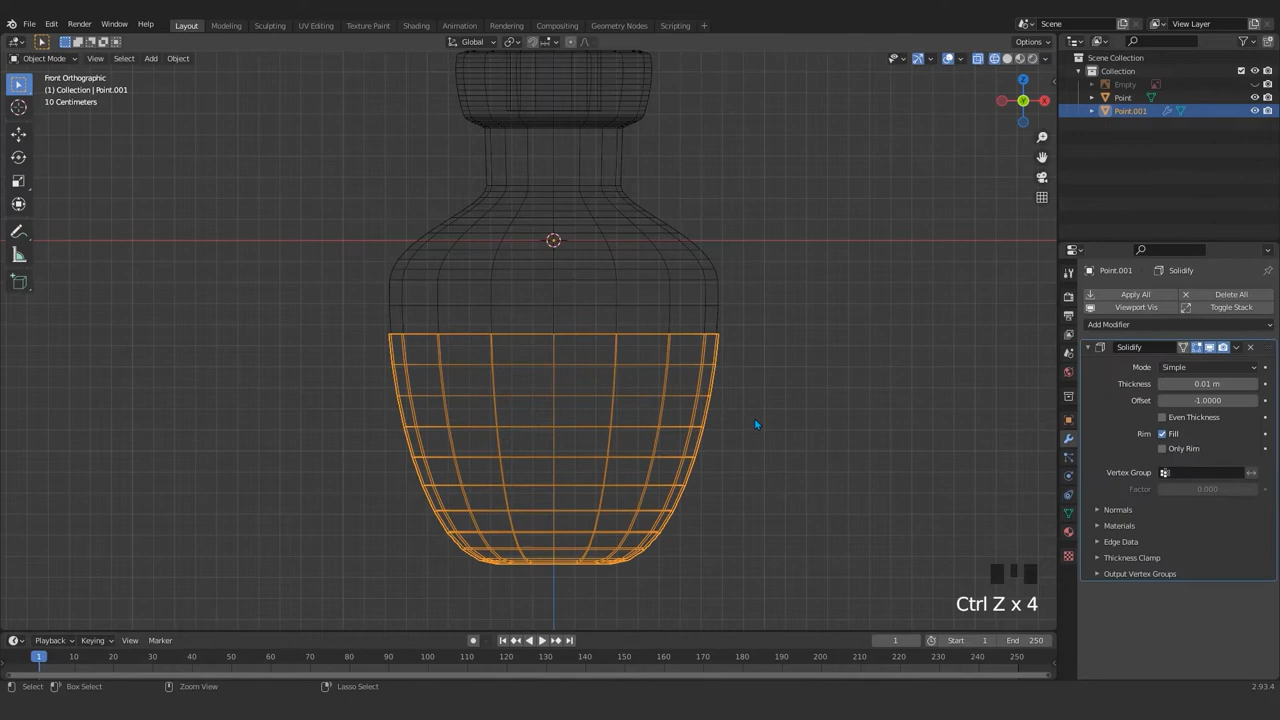 File Edit Render Window Help
Layout Modeling Sculpting UV Editing Texture Paint Shading Animation Rendering Compositing Geometry Nodes Scripting +
Scene View Layer
Global Options
Object Mode View Select Add Object
Front Orthographic
(1) Collection | Point.001
10 Centimeters
Z
Y
X
Scene Collection
Collection
Empty
Point
Point.001
Point.001 Solidify
Apply All Delete All
Viewport Vis Toggle Stack
Add Modifier
Solidify
Mode Simple
Thickness 0.01 m
Offset -1.0000
Even Thickness
Rim Fill
Only Rim
Vertex Group
Factor 0.000
Normals
Materials
Edge Data
Thickness Clamp
Output Vertex Groups
Ctrl Z x 4
Playback Keying View Marker 1 Start 1 End 250
1 10 20 30 40 50 60 70 80 90 100 110 120 130 140 150 160 170 180 190 200 210 220 230 240 250
Select Box Select Zoom View Lasso Select 2.93.4